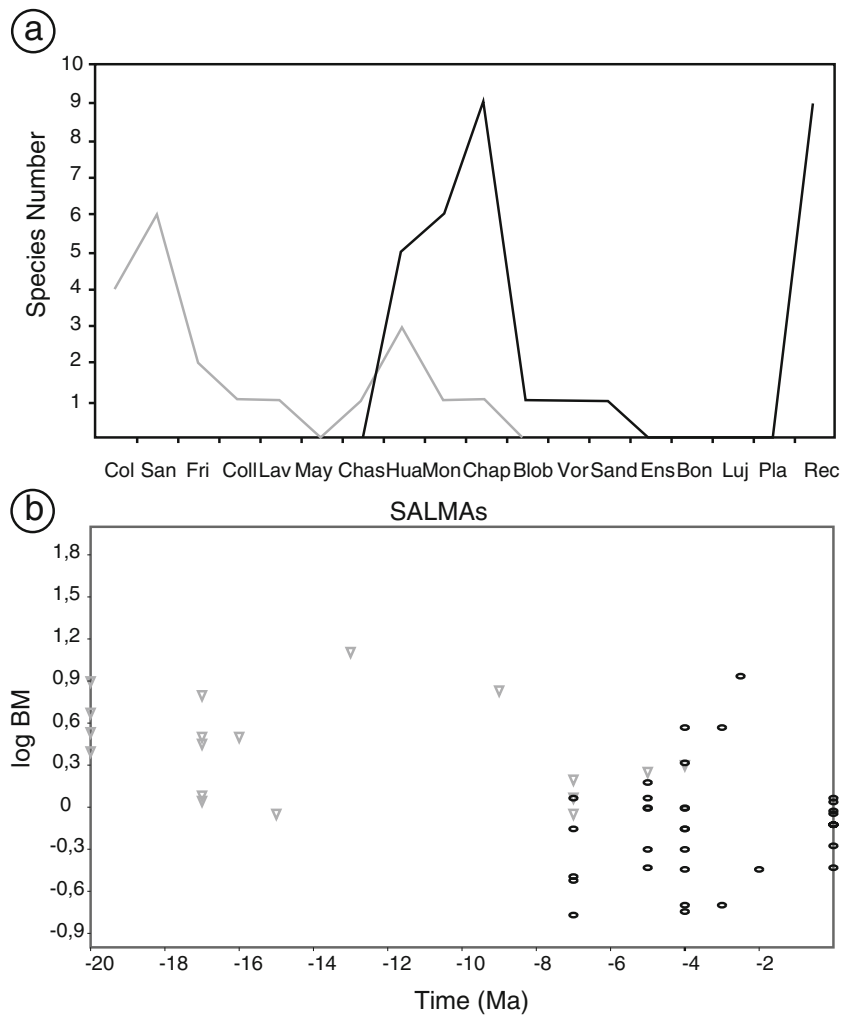 a
10
9
8
7
6
5
4
3
2
1
Species Number
Col San Fri Coll Lav May Chas Hua Mon Chap Blob Vor Sand Ens Bon Luj Pla Rec
SALMAs
b
1,8
1,5
1,2
0,9
0,6
0,3
0
-0,3
-0,6
-0,9
log BM
-20 -18 -16 -14 -12 -10 -8 -6 -4 -2
Time (Ma)